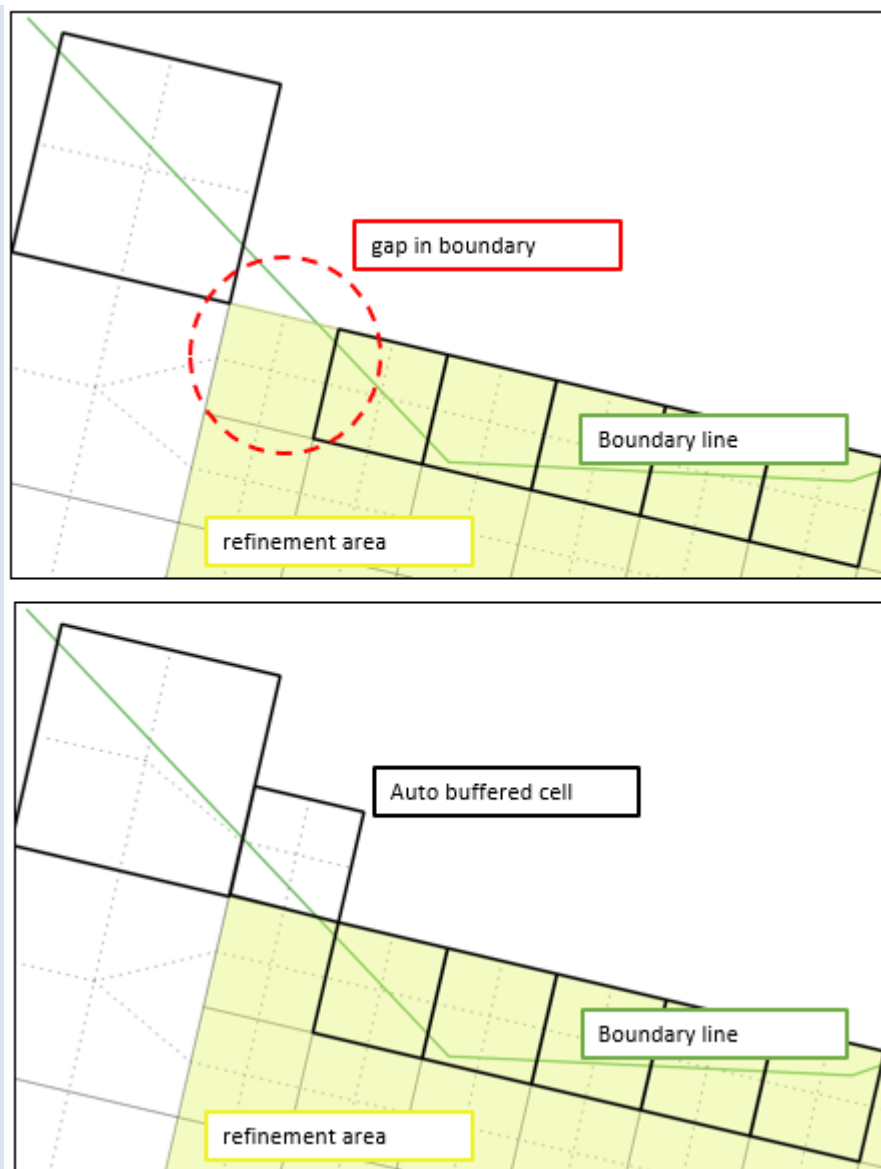 gap in boundary
Boundary line
refinement area
Auto buffered cell
Boundary line
refinement area